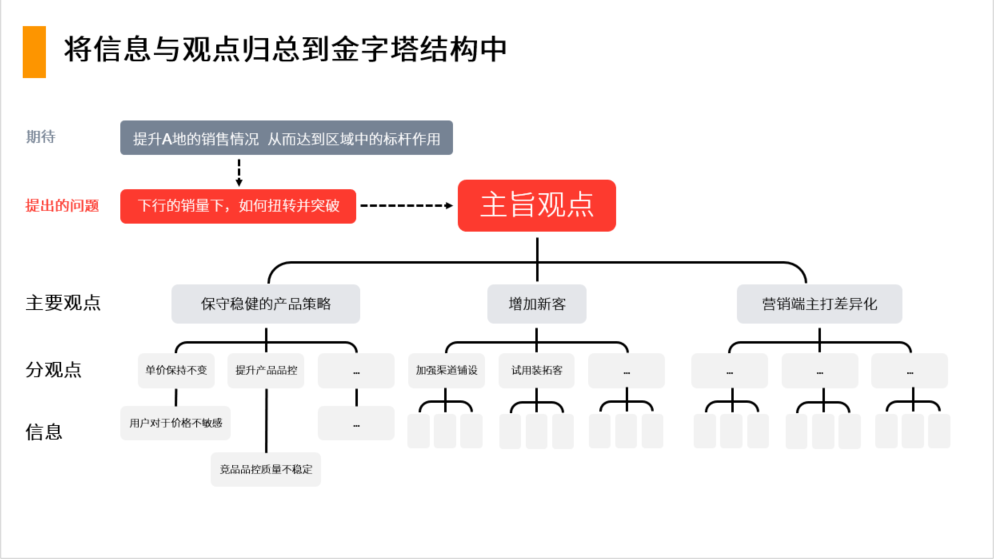 将信息与观点归总到金字塔结构中
期待
提升A地的销售情况 从而达到区域中的标杆作用
提出的问题
下行的销量下，如何扭转并突破
主旨观点
主要观点
保守稳健的产品策略
增加新客
营销端主打差异化
分观点
单价保持不变
提升产品品控
...
加强渠道铺设
试用装拓客
...
...
...
...
信息
用户对于价格不敏感
...
竞品品控质量不稳定